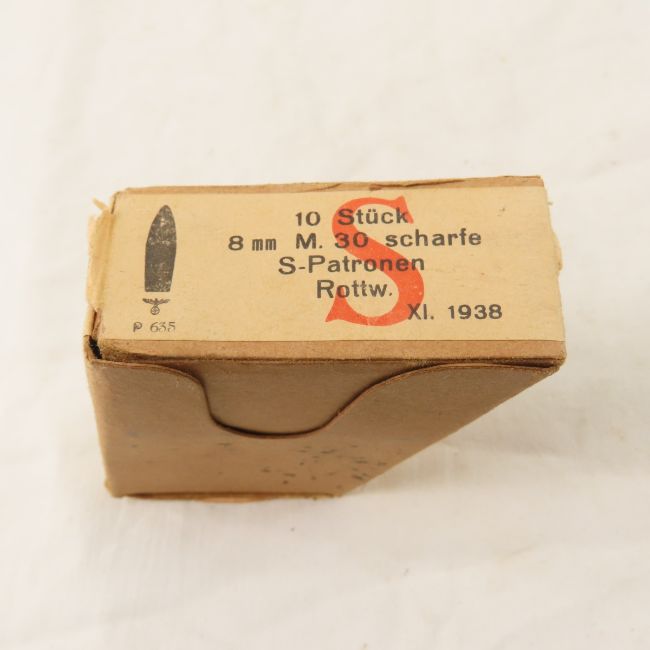 10 Stück
8 mm M. 30 scharfe
S-Patronen
Rottw.
XI. 1938
P 635
S